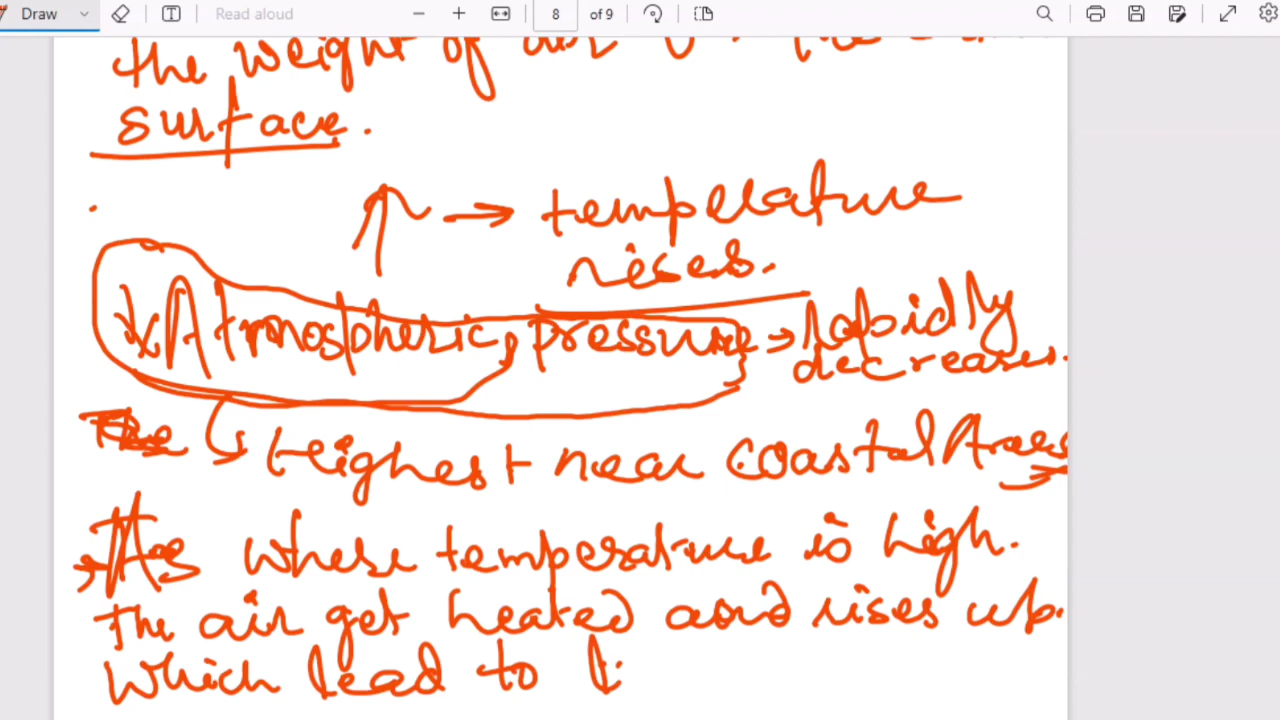 Draw
Read aloud
8 of 9
the weight of air
surface.
→ temperature
rises.
* Atmospheric pressure → rapidly
decreases.
↳ Highest near coastal Areas
where temperature is high.
The air get heated and rises up.
Which lead to